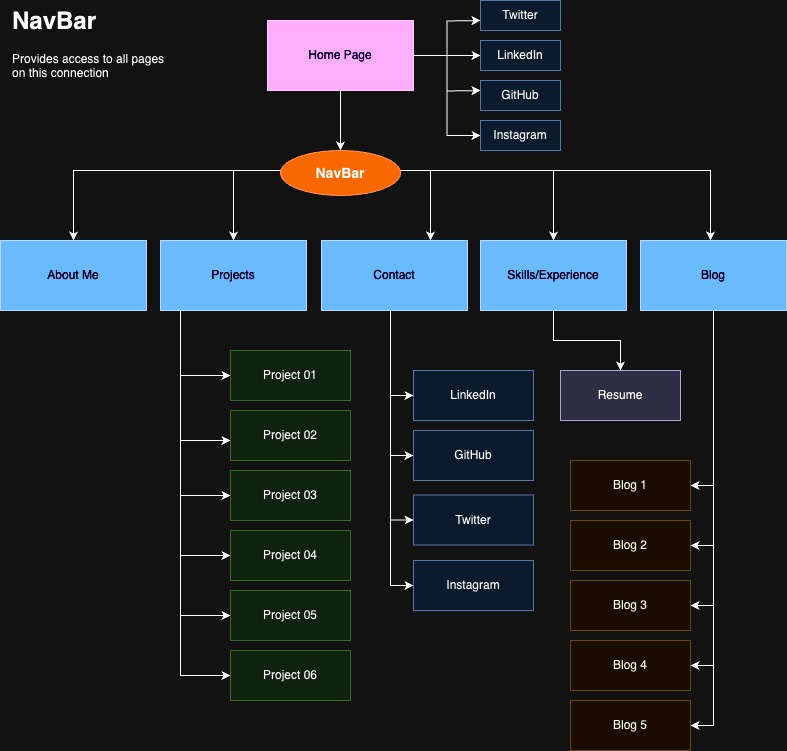 NavBar
Provides access to all pages
on this connection
Home Page
Twitter
LinkedIn
GitHub
Instagram
NavBar
About Me
Projects
Contact
Skills/Experience
Blog
Project 01
Project 02
Project 03
Project 04
Project 05
Project 06
LinkedIn
GitHub
Twitter
Instagram
Resume
Blog 1
Blog 2
Blog 3
Blog 4
Blog 5